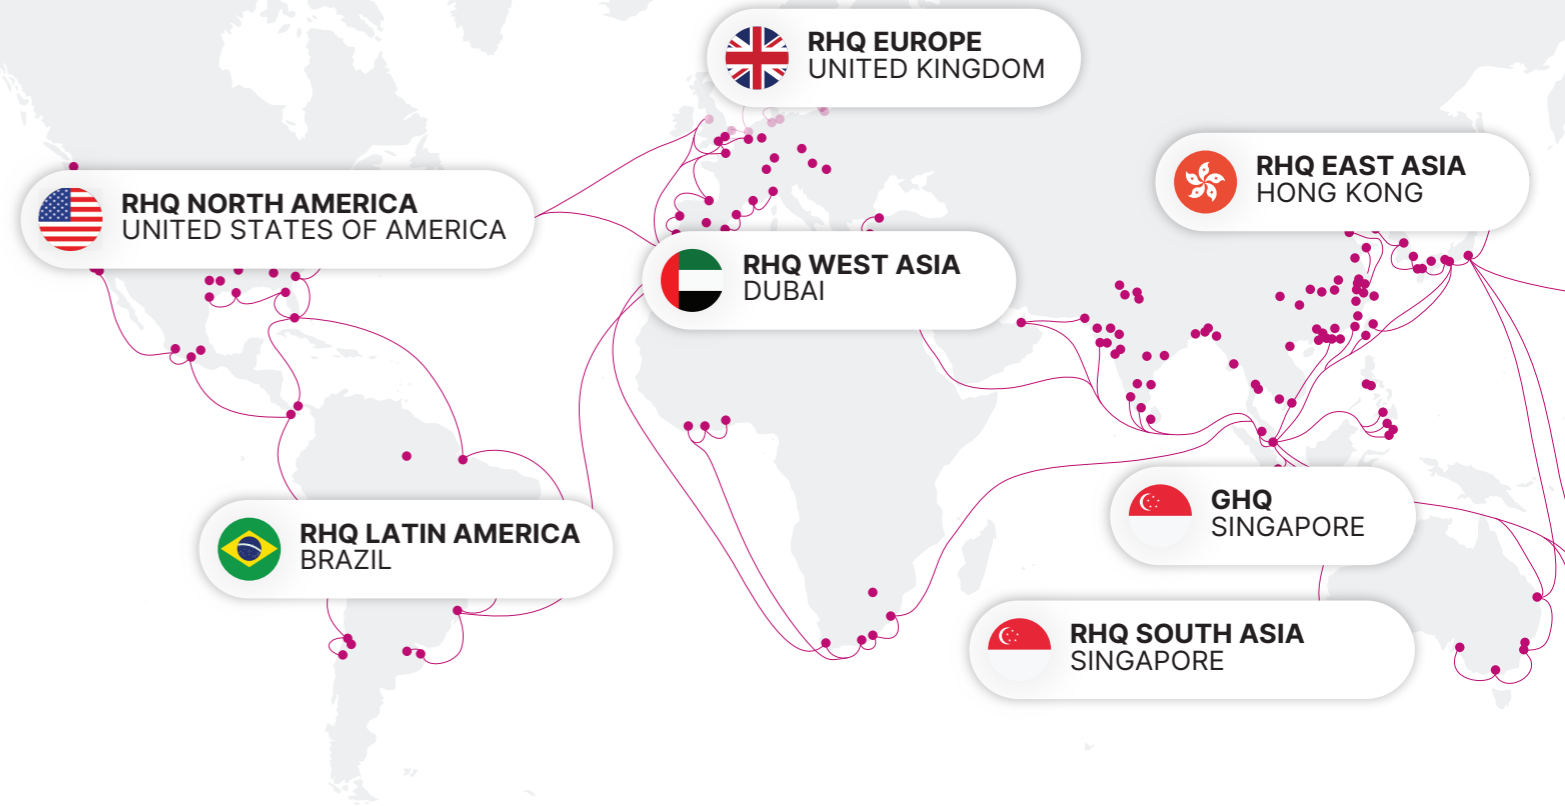 RHQ EUROPE
UNITED KINGDOM
RHQ EAST ASIA
HONG KONG
RHQ NORTH AMERICA
UNITED STATES OF AMERICA
RHQ WEST ASIA
DUBAI
GHQ
SINGAPORE
RHQ LATIN AMERICA
BRAZIL
RHQ SOUTH ASIA
SINGAPORE